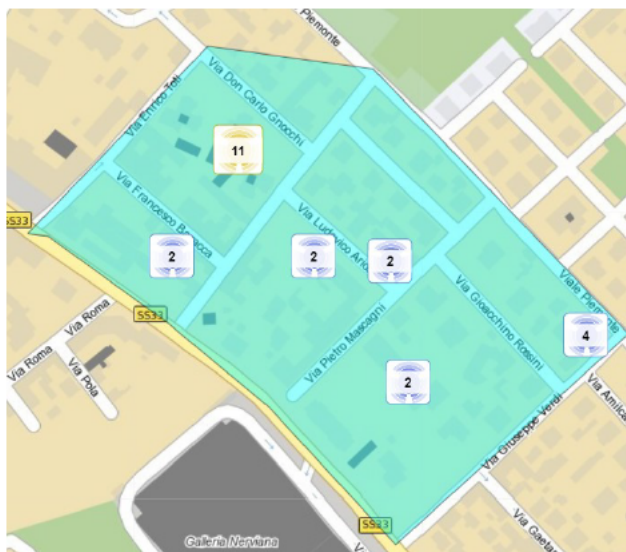 Piemonte
Via Enrico Toti
Via Don Carlo Gnocchi
11
SS33
Via Francesco Baracca
2
Via Ludovico Ario
2
2
Viale Piemonte
Via Gioacchino Rossini
SS33
Via Roma
Via Roma
Via Pola
Via Pietro Mascagni
4
2
Via Amilca
Via Giuseppe Verdi
SS33
Via Gaeta
Galleria Nerviana
V